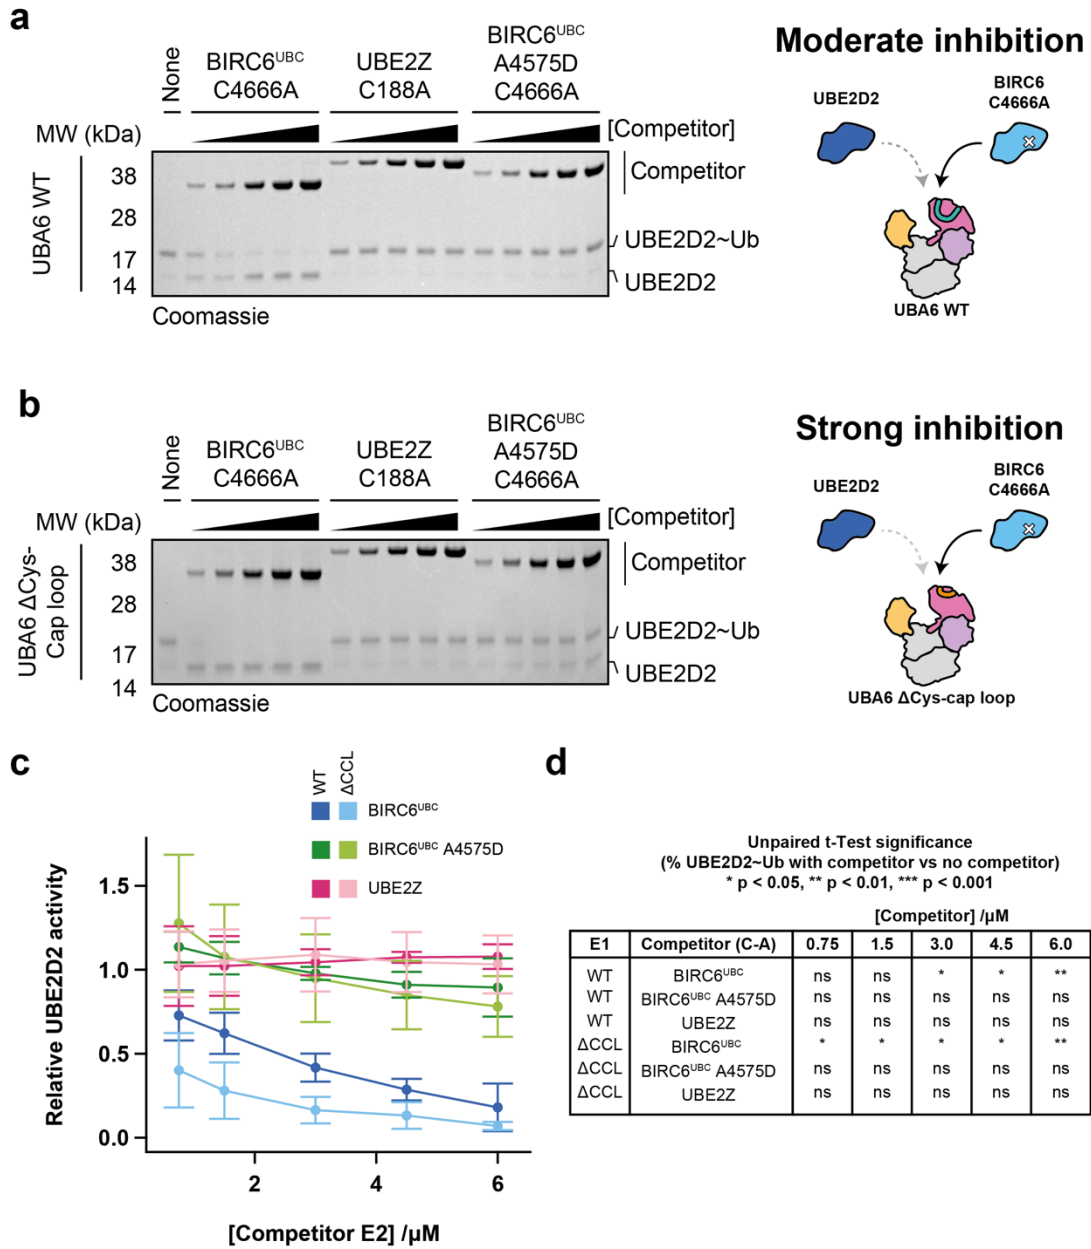 a
None
BIRC6UBC
C4666A
UBE2Z
C188A
BIRC6UBC
A4575D
C4666A
MW (kDa)
[Competitor]
38
28
17
14
UBA6 WT
Competitor
UBE2D2~Ub
UBE2D2
Coomassie
Moderate inhibition
UBE2D2
BIRC6
C4666A
UBA6 WT
b
None
BIRC6UBC
C4666A
UBE2Z
C188A
BIRC6UBC
A4575D
C4666A
MW (kDa)
[Competitor]
38
28
17
14
UBA6 ΔCys-
Cap loop
Competitor
UBE2D2~Ub
UBE2D2
Coomassie
Strong inhibition
UBE2D2
BIRC6
C4666A
UBA6 ΔCys-cap loop
c
WT
ΔCCL
BIRC6UBC
BIRC6UBC A4575D
UBE2Z
Relative UBE2D2 activity
1.5
1.0
0.5
0.0
2 4 6
[Competitor E2] /μM
d
Unpaired t-Test significance
(% UBE2D2~Ub with competitor vs no competitor)
* p < 0.05, ** p < 0.01, *** p < 0.001
[Competitor] /μM
E1 Competitor (C-A) 0.75 1.5 3.0 4.5 6.0
WT BIRC6UBC ns ns * * **
WT BIRC6UBC A4575D ns ns ns ns ns
WT UBE2Z ns ns ns ns ns
ΔCCL BIRC6UBC * * * * **
ΔCCL BIRC6UBC A4575D ns ns ns ns ns
ΔCCL UBE2Z ns ns ns ns ns